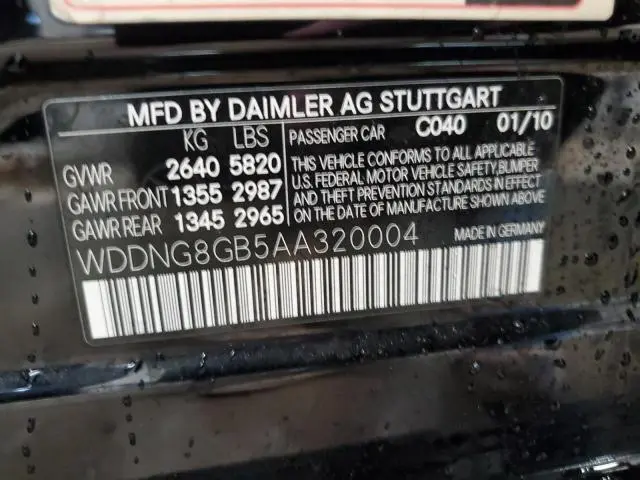 MFD BY DAIMLER AG STUTTGART
KG LBS
GVWR 2640 5820
GAWR FRONT 1355 2987
GAWR REAR 1345 2965
PASSENGER CAR C040 01/10
THIS VEHICLE CONFORMS TO ALL APPLICABLE
U.S. FEDERAL MOTOR VEHICLE SAFETY, BUMPER
AND THEFT PREVENTION STANDARDS IN EFFECT
ON THE DATE OF MANUFACTURE SHOWN ABOVE.
WDDNG8GB5AA320004 MADE IN GERMANY